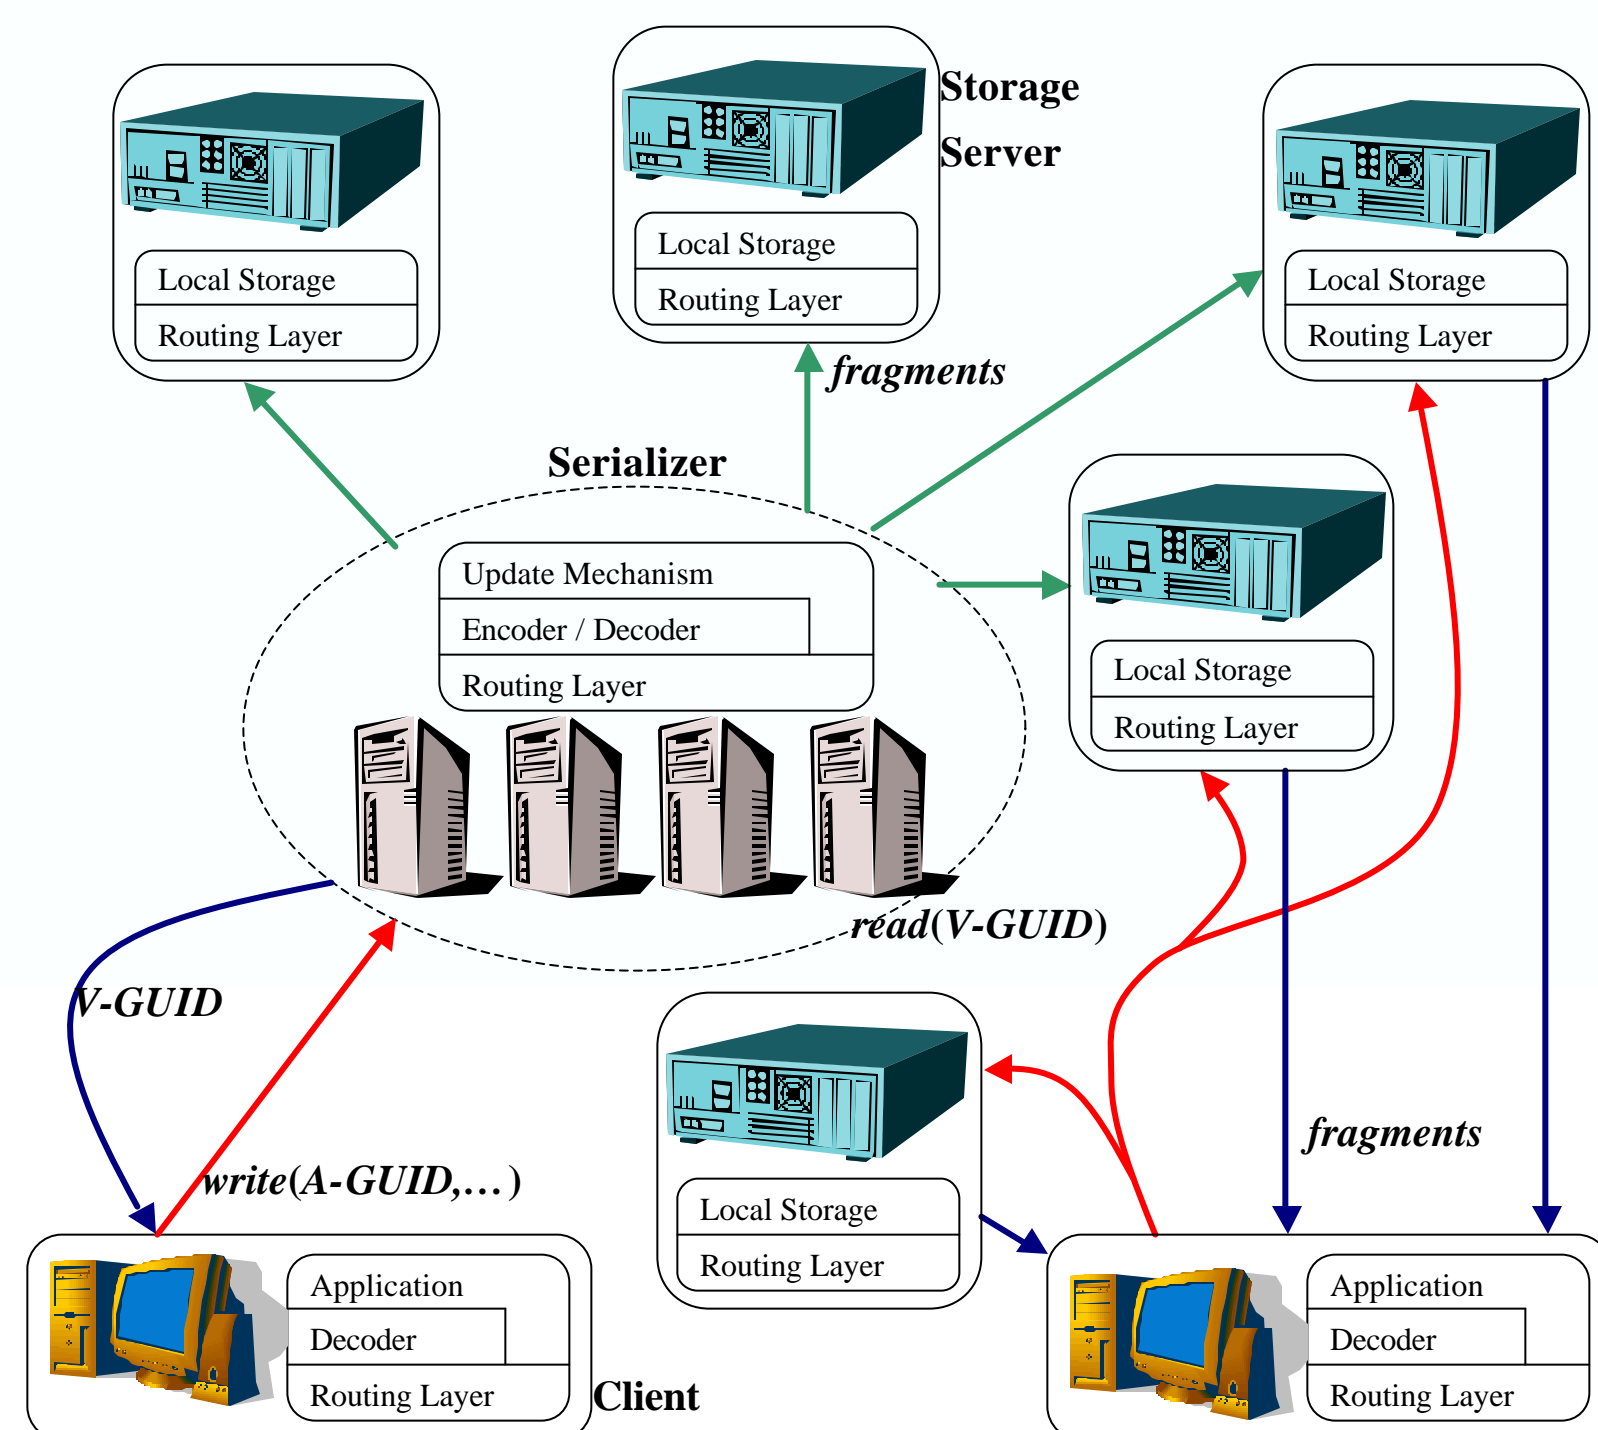 Storage
Server
Local Storage
Routing Layer
Local Storage
Routing Layer
Local Storage
Routing Layer
fragments
Serializer
Update Mechanism
Encoder / Decoder
Routing Layer
Local Storage
Routing Layer
read(V-GUID)
V-GUID
write(A-GUID,...)
fragments
Local Storage
Routing Layer
Application
Decoder
Routing Layer
Client
Application
Decoder
Routing Layer